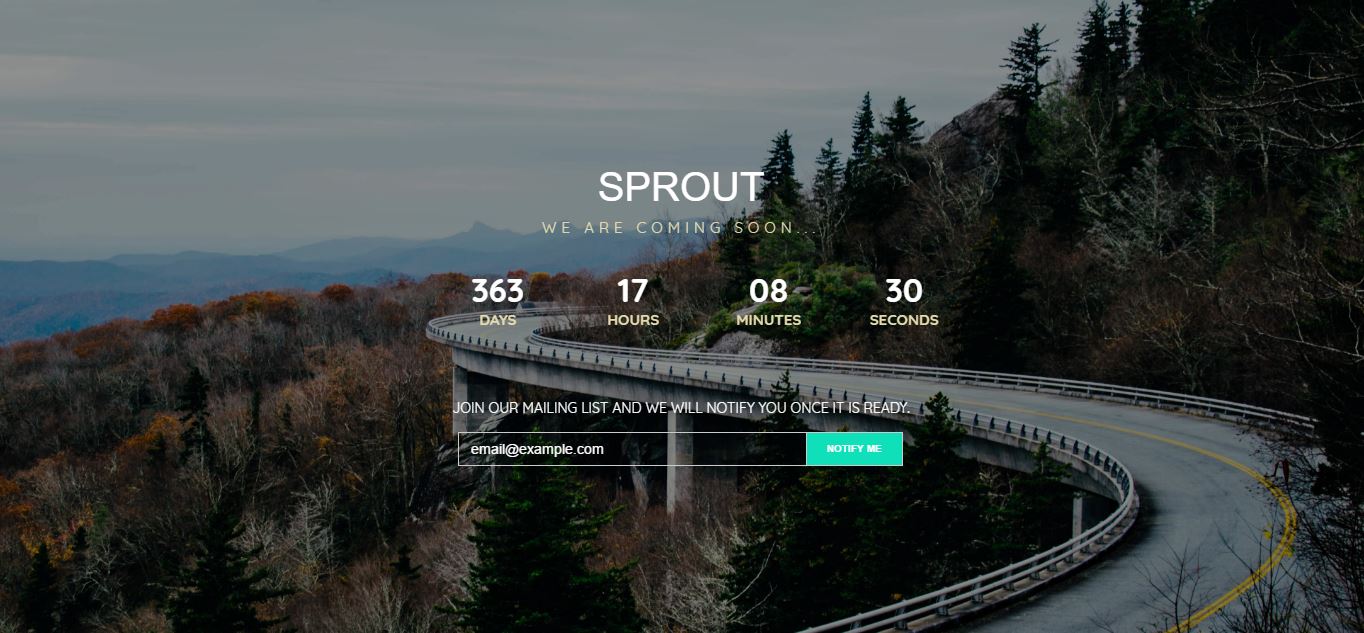 SPROUT
WE ARE COMING SOON...
363 17 08 30
DAYS HOURS MINUTES SECONDS
JOIN OUR MAILING LIST AND WE WILL NOTIFY YOU ONCE IT IS READY.
email@example.com NOTIFY ME